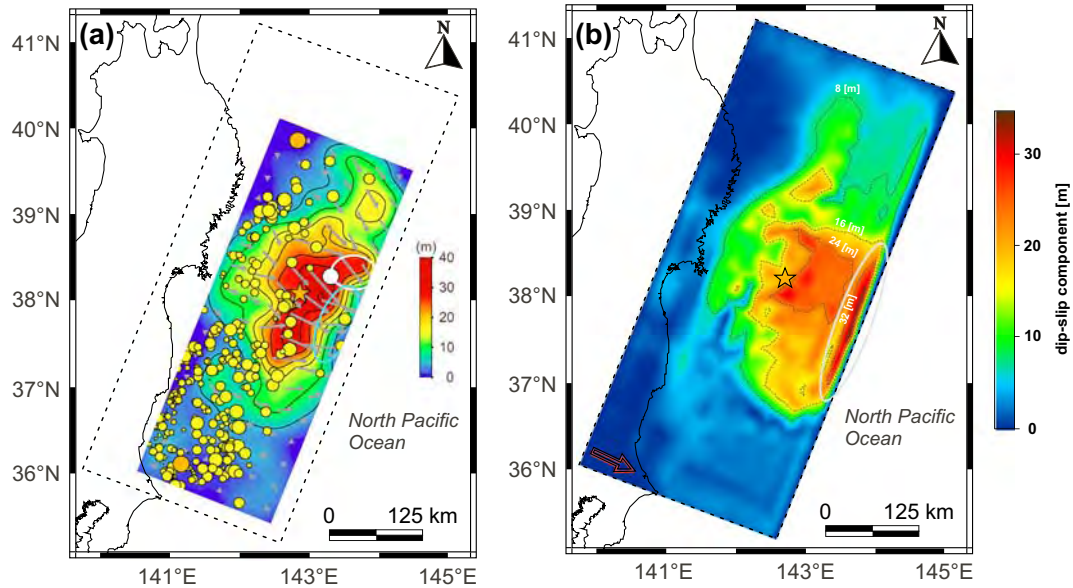 (a)
N
41°N
40°N
39°N
38°N
37°N
36°N
(m)
40
30
20
10
0
North Pacific
Ocean
0 125 km
141°E 143°E 145°E
(b)
N
41°N
40°N
39°N
38°N
37°N
36°N
8 [m]
16 [m]
24 [m]
32 [m]
North Pacific
Ocean
0 125 km
141°E 143°E 145°E
30
20
10
0
dip-slip component [m]